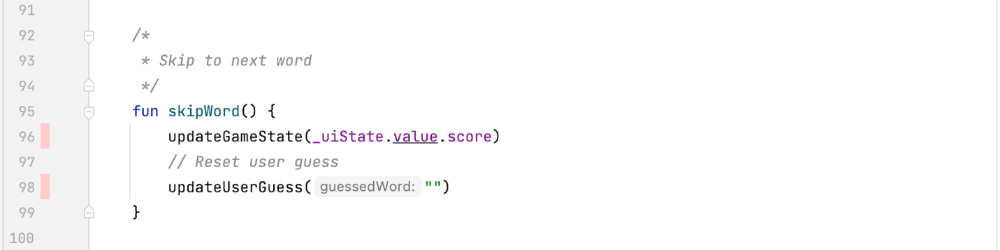 91
92 /*
93 * Skip to next word
94 */
95 fun skipWord() {
96 updateGameState(_uiState.value.score)
97 // Reset user guess
98 updateUserGuess( guessedWord: "")
99 }
100